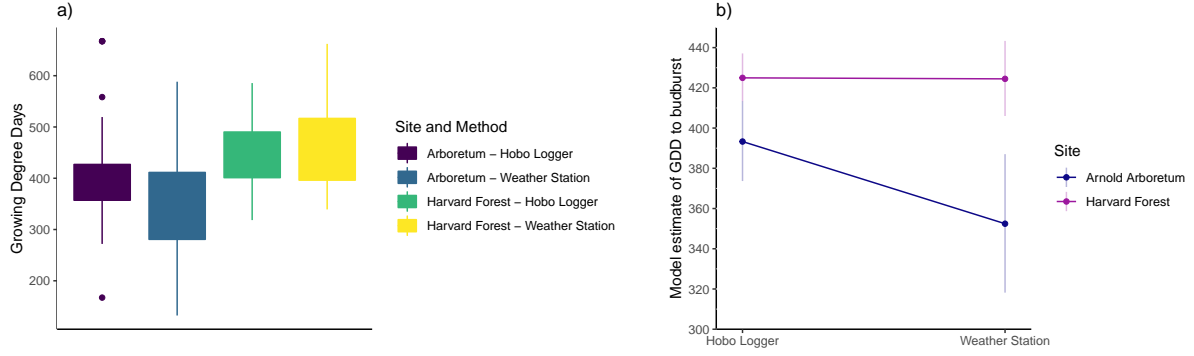 a)
Growing Degree Days
600
500
400
300
200
Site and Method
Arboretum – Hobo Logger
Arboretum – Weather Station
Harvard Forest – Hobo Logger
Harvard Forest – Weather Station
b)
Model estimate of GDD to budburst
440
420
400
380
360
340
320
300
Hobo Logger
Weather Station
Site
Arnold Arboretum
Harvard Forest